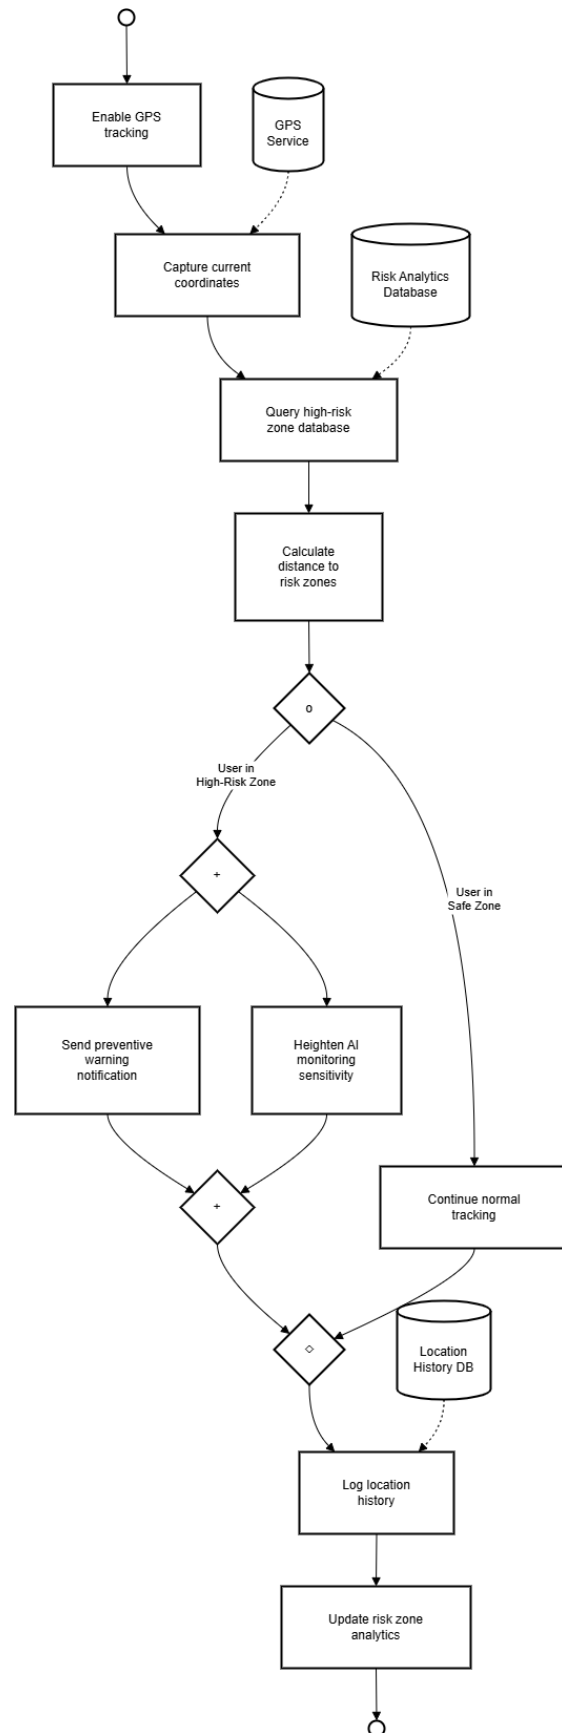 Enable GPS
tracking
GPS
Service
Capture current
coordinates
Risk Analytics
Database
Query high-risk
zone database
Calculate
distance to
risk zones
o
User in
High-Risk Zone
+
User in
Safe Zone
Send preventive
warning
notification
Heighten AI
monitoring
sensitivity
+
Continue normal
tracking
◇
Location
History DB
Log location
history
Update risk zone
analytics